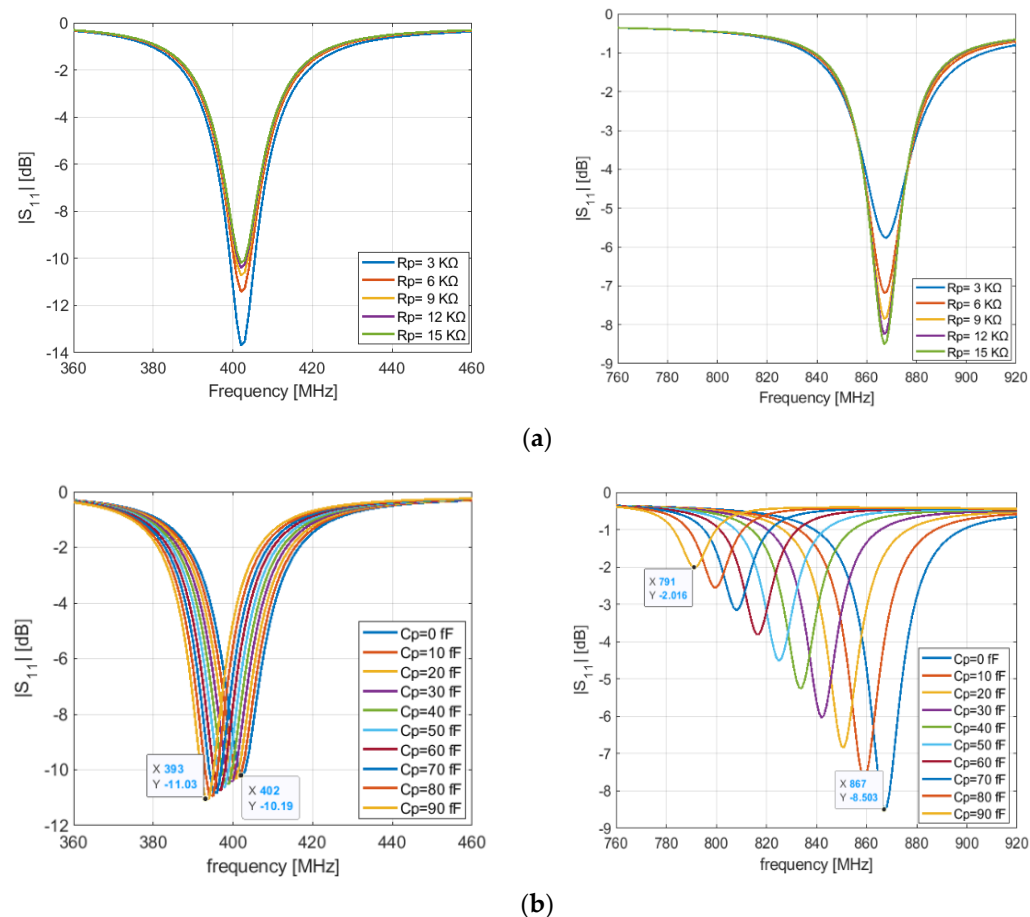 0
-2
-4
-6
-8
-10
-12
-14
|S11| [dB]
360 380 400 420 440 460
Frequency [MHz]
Rp= 3 KΩ
Rp= 6 KΩ
Rp= 9 KΩ
Rp= 12 KΩ
Rp= 15 KΩ
0
-1
-2
-3
-4
-5
-6
-7
-8
-9
|S11| [dB]
760 780 800 820 840 860 880 900 920
Frequency [MHz]
Rp= 3 KΩ
Rp= 6 KΩ
Rp= 9 KΩ
Rp= 12 KΩ
Rp= 15 KΩ
(a)
0
-2
-4
-6
-8
-10
-12
|S11| [dB]
360 380 400 420 440 460
frequency [MHz]
X 393
Y -11.03
X 402
Y -10.19
Cp=0 fF
Cp=10 fF
Cp=20 fF
Cp=30 fF
Cp=40 fF
Cp=50 fF
Cp=60 fF
Cp=70 fF
Cp=80 fF
Cp=90 fF
0
-1
-2
-3
-4
-5
-6
-7
-8
-9
|S11| [dB]
760 780 800 820 840 860 880 900 920
frequency [MHz]
X 791
Y -2.016
X 867
Y -8.503
Cp=0 fF
Cp=10 fF
Cp=20 fF
Cp=30 fF
Cp=40 fF
Cp=50 fF
Cp=60 fF
Cp=70 fF
Cp=80 fF
Cp=90 fF
(b)